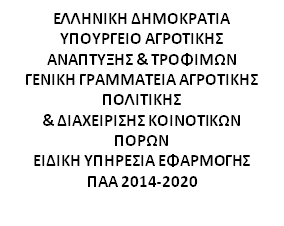 ΕΛΛΗΝΙΚΗ ΔΗΜΟΚΡΑΤΙΑ
ΥΠΟΥΡΓΕΙΟ ΑΓΡΟΤΙΚΗΣ
ΑΝΑΠΤΥΞΗΣ & ΤΡΟΦΙΜΩΝ
ΓΕΝΙΚΗ ΓΡΑΜΜΑΤΕΙΑ ΑΓΡΟΤΙΚΗΣ
ΠΟΛΙΤΙΚΗΣ
& ΔΙΑΧΕΙΡΙΣΗΣ ΚΟΙΝΟΤΙΚΩΝ
ΠΟΡΩΝ
ΕΙΔΙΚΗ ΥΠΗΡΕΣΙΑ ΕΦΑΡΜΟΓΗΣ
ΠΑΑ 2014-2020